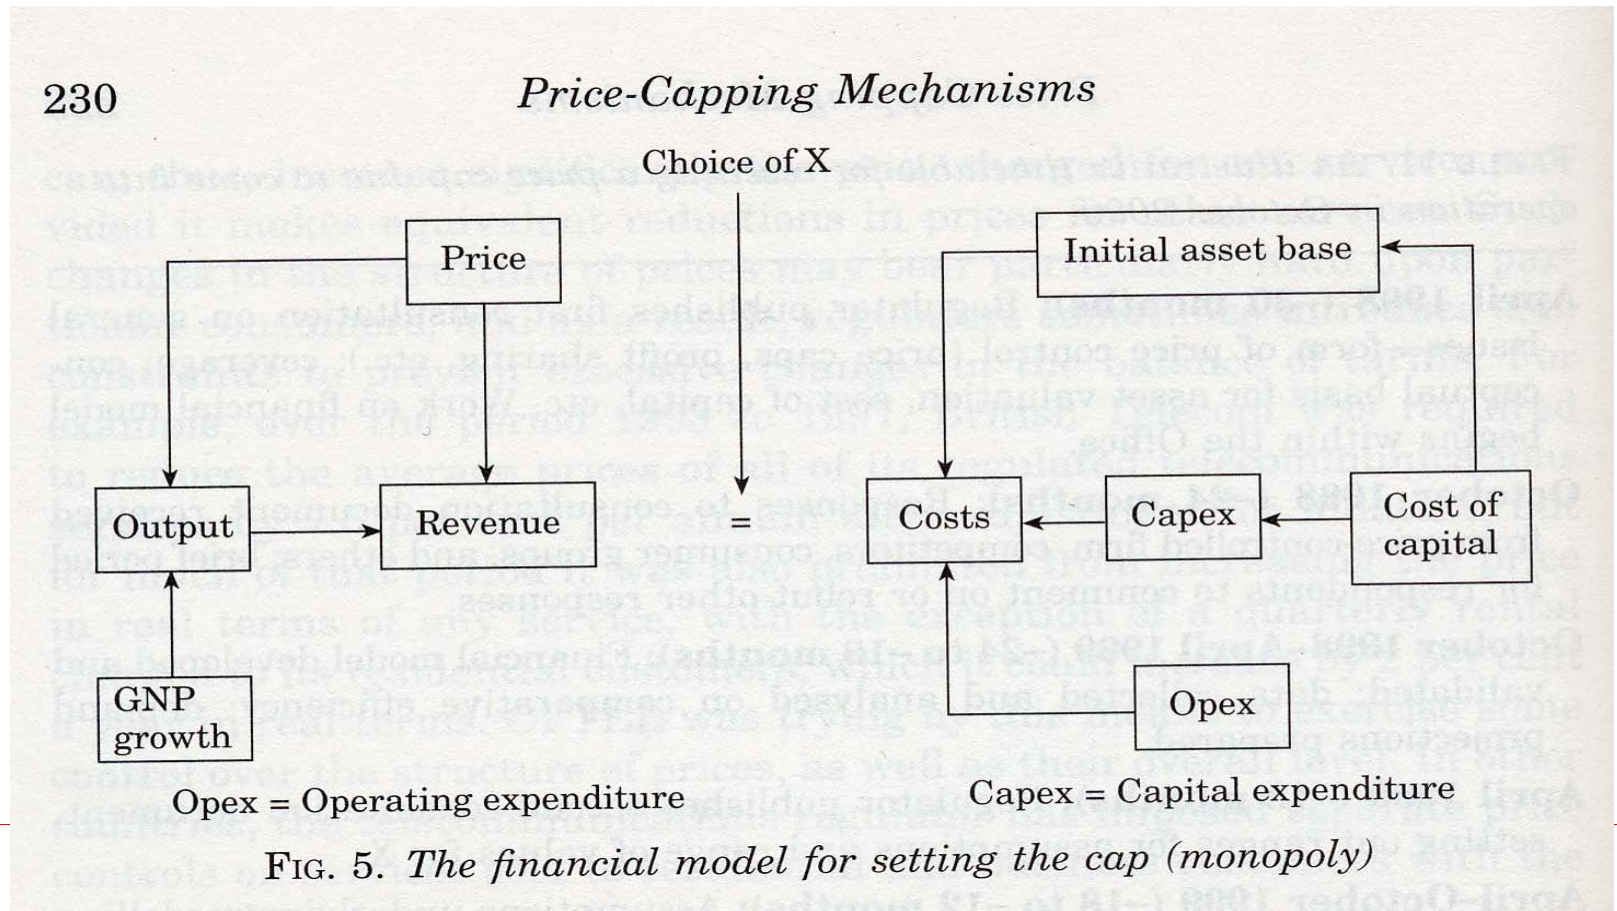 230
Price-Capping Mechanisms
Choice of X
Price
Initial asset base
Output
Revenue
=
Costs
Capex
Cost of
capital
GNP
growth
Opex
Opex = Operating expenditure
Capex = Capital expenditure
FIG. 5. The financial model for setting the cap (monopoly)